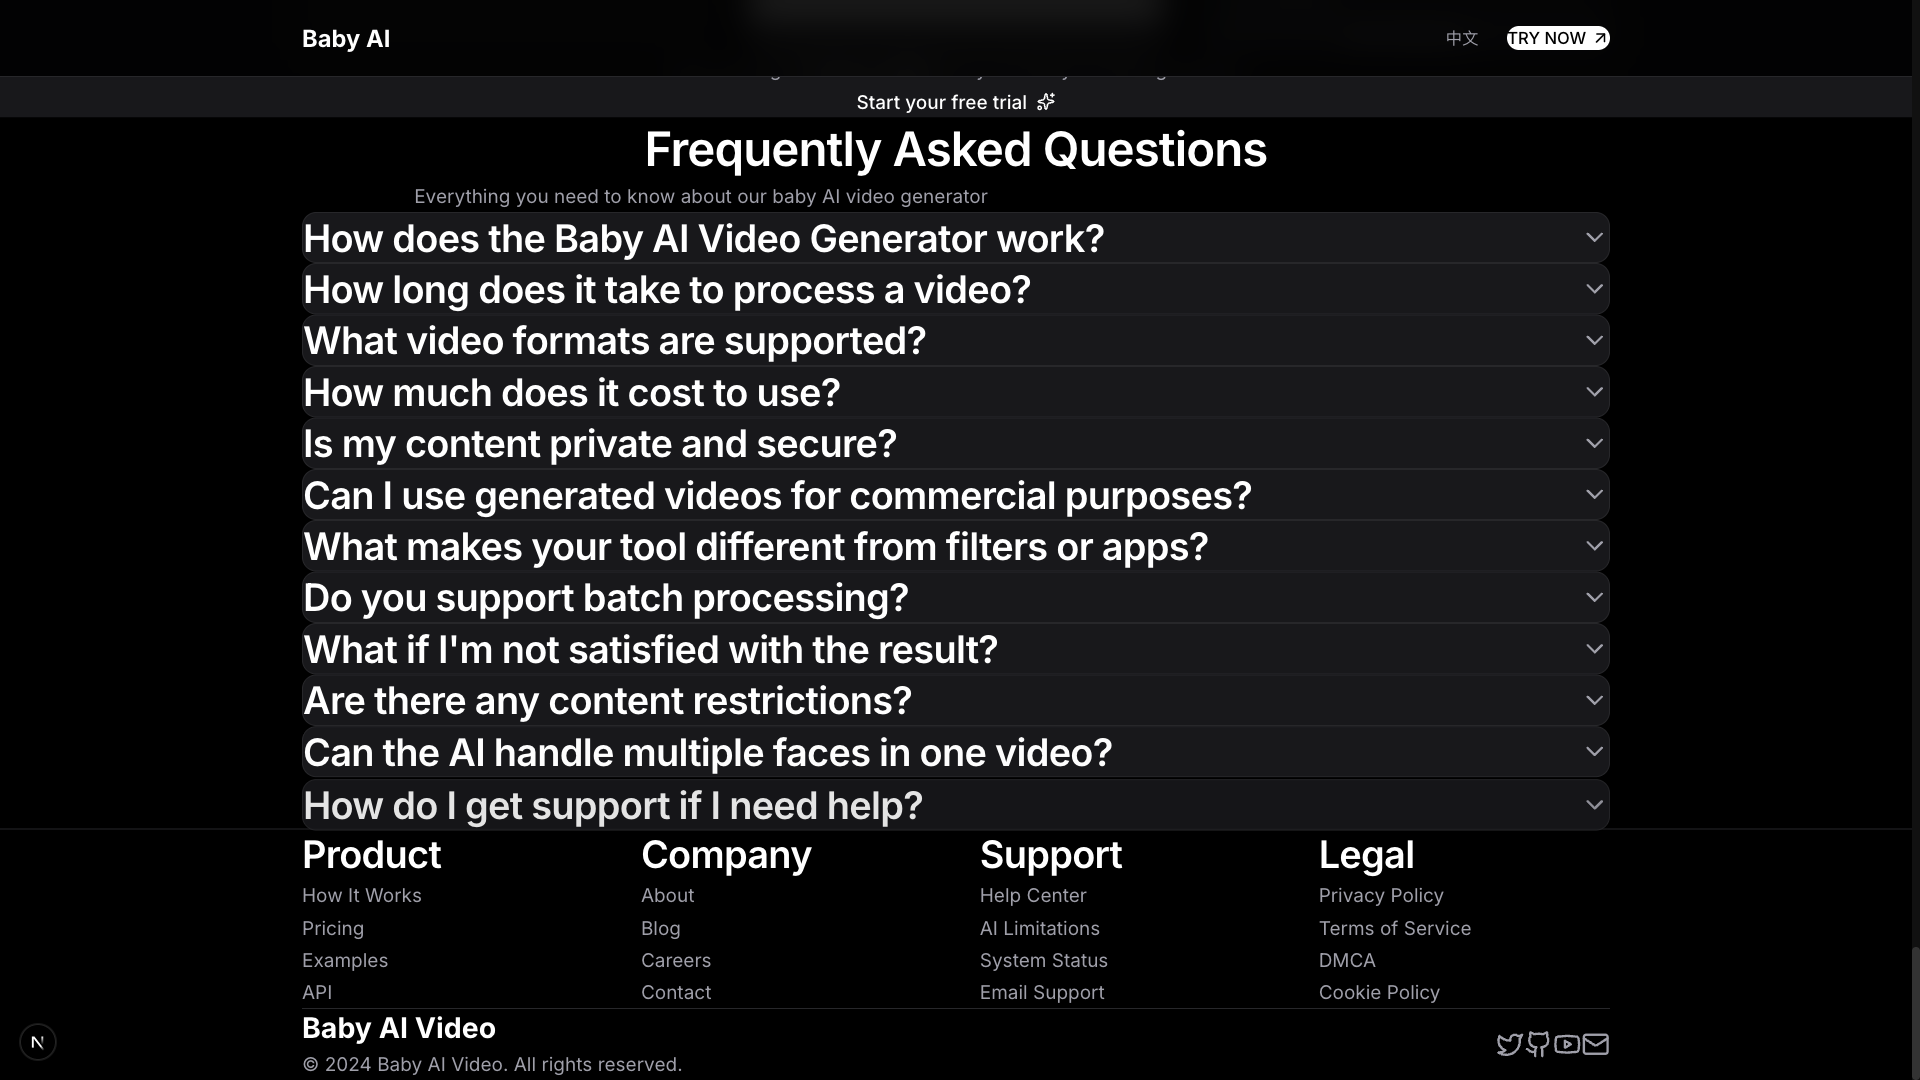 Baby AI
中文
TRY NOW
Start your free trial
Frequently Asked Questions
Everything you need to know about our baby AI video generator
How does the Baby AI Video Generator work?
How long does it take to process a video?
What video formats are supported?
How much does it cost to use?
Is my content private and secure?
Can I use generated videos for commercial purposes?
What makes your tool different from filters or apps?
Do you support batch processing?
What if I'm not satisfied with the result?
Are there any content restrictions?
Can the AI handle multiple faces in one video?
How do I get support if I need help?
Product
How It Works
Pricing
Examples
API
Company
About
Blog
Careers
Contact
Support
Help Center
AI Limitations
System Status
Email Support
Legal
Privacy Policy
Terms of Service
DMCA
Cookie Policy
Baby AI Video
© 2024 Baby AI Video. All rights reserved.
N